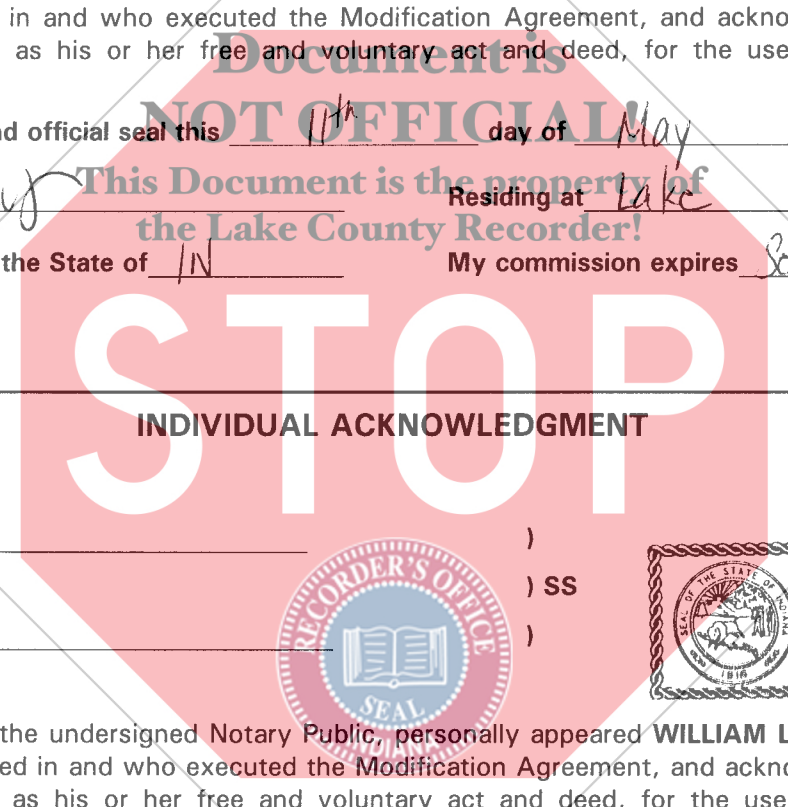 in and who executed the Modification Agreement, and ackno
as his or her free and voluntary act and deed, for the use
Document is
nd official seal this 11th day of May
NOT OFFICIAL!
This Document is the property of
Residing at Lake
the Lake County Recorder!
the State of IN My commission expires
STOP
INDIVIDUAL ACKNOWLEDGMENT
)
) SS
)
RECORDER'S OFFICE
SEAL
INDIANA
SEAL OF THE STATE OF INDIANA
1816
the undersigned Notary Public, personally appeared WILLIAM L
ed in and who executed the Modification Agreement, and ackno
as his or her free and voluntary act and deed, for the use